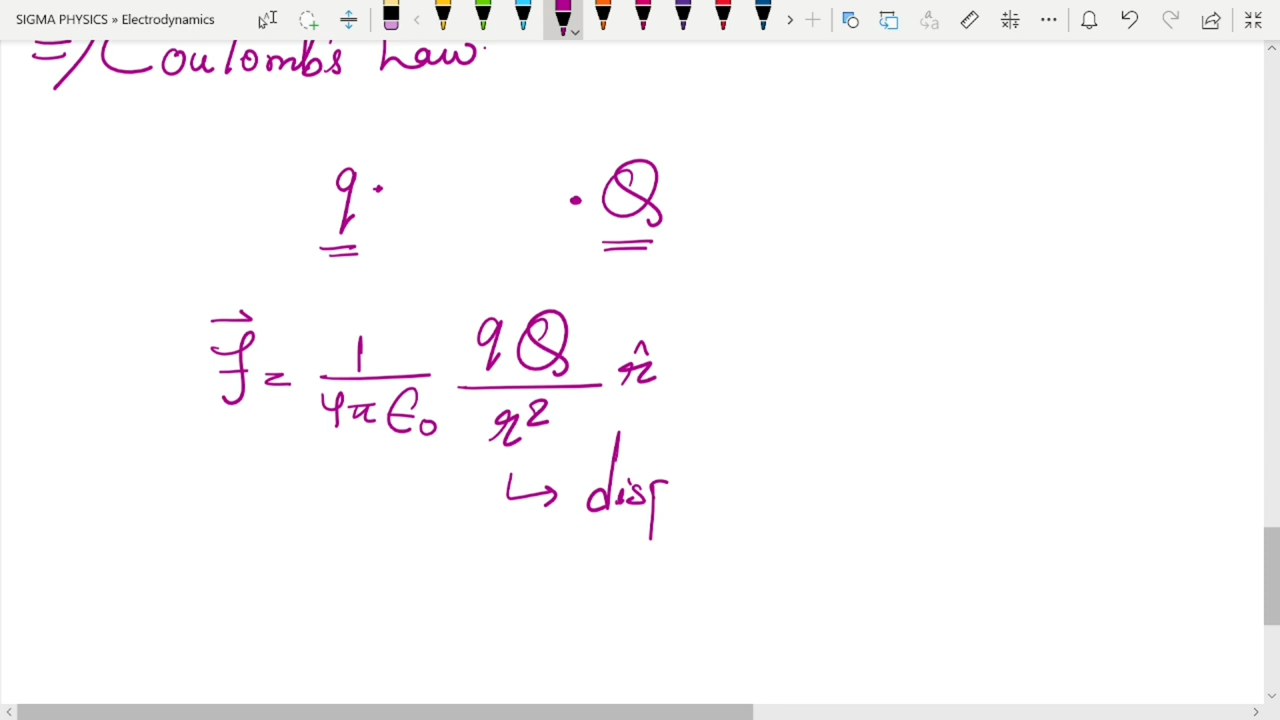 SIGMA PHYSICS » Electrodynamics
=> Coulomb's Law
q · · Q
f⃗ = 1/4πε₀ qQ/r² r̂
↳ disp